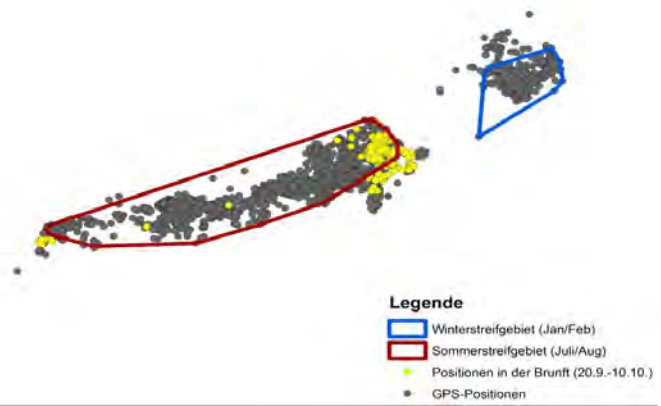 Legende
Winterstreifgebiet (Jan/Feb)
Sommerstreifgebiet (Juli/Aug)
Positionen in der Brunft (20.9.-10.10.)
GPS-Positionen